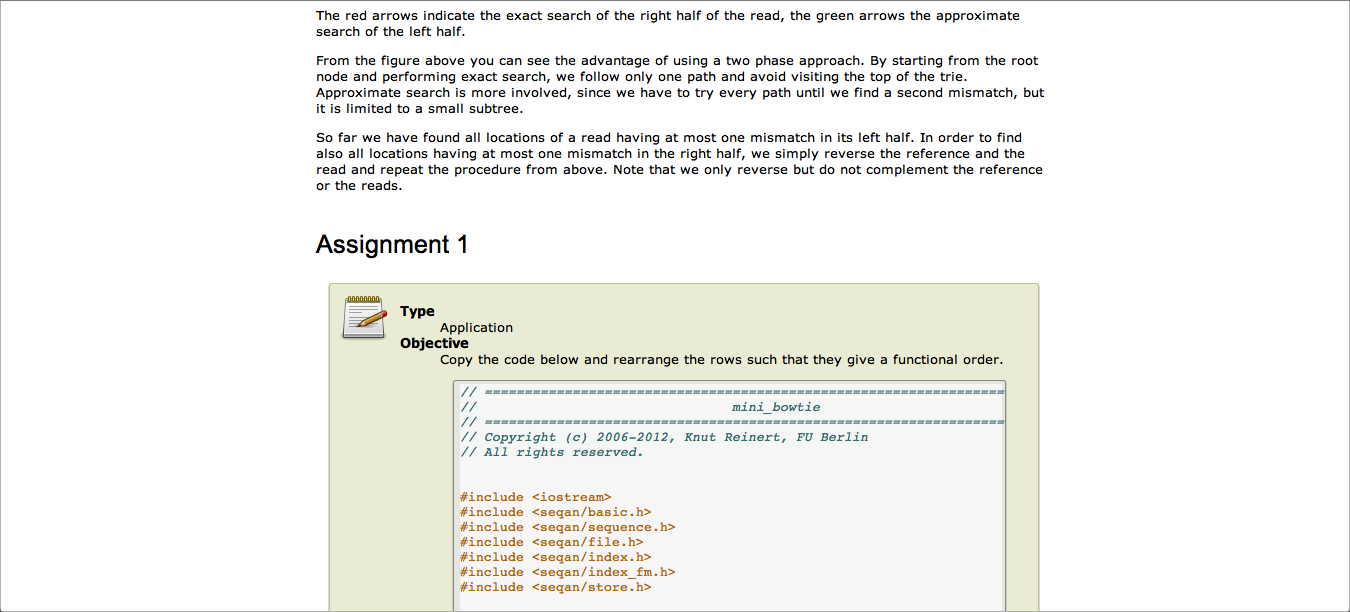 The red arrows indicate the exact search of the right half of the read, the green arrows the approximate
search of the left half.
From the figure above you can see the advantage of using a two phase approach. By starting from the root
node and performing exact search, we follow only one path and avoid visiting the top of the trie.
Approximate search is more involved, since we have to try every path until we find a second mismatch, but
it is limited to a small subtree.
So far we have found all locations of a read having at most one mismatch in its left half. In order to find
also all locations having at most one mismatch in the right half, we simply reverse the reference and the
read and repeat the procedure from above. Note that we only reverse but do not complement the reference
or the reads.
Assignment 1
Type
Application
Objective
Copy the code below and rearrange the rows such that they give a functional order.
// =================================================================
// mini_bowtie
// =================================================================
// Copyright (c) 2006-2012, Knut Reinert, FU Berlin
// All rights reserved.
#include <iostream>
#include <seqan/basic.h>
#include <seqan/sequence.h>
#include <seqan/file.h>
#include <seqan/index.h>
#include <seqan/index_fm.h>
#include <seqan/store.h>